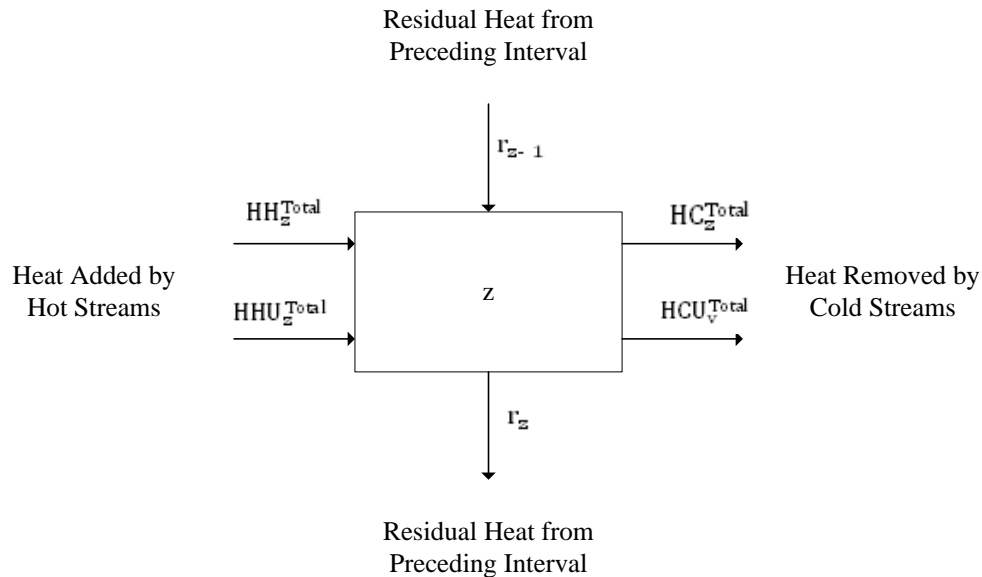 Residual Heat from
Preceding Interval
r_{z-1}
HH_z^{Total}
HC_z^{Total}
Heat Added by
Hot Streams
z
Heat Removed by
Cold Streams
HHU_z^{Total}
HCU_v^{Total}
r_z
Residual Heat from
Preceding Interval